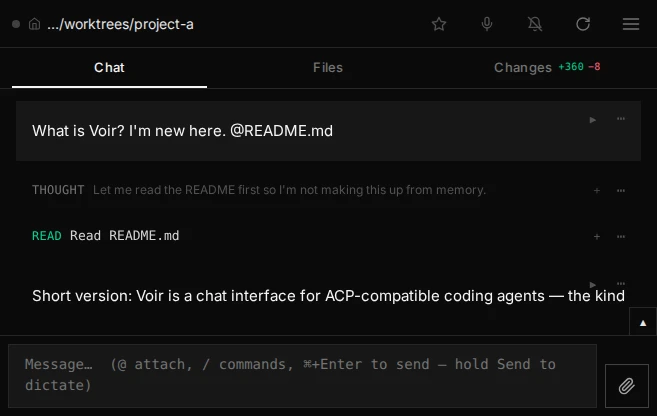 .../worktrees/project-a
Chat
Files
Changes +360 −8
What is Voir? I'm new here. @README.md
THOUGHT Let me read the README first so I'm not making this up from memory.
READ Read README.md
Short version: Voir is a chat interface for ACP-compatible coding agents — the kind
Message… (@ attach, / commands, ⌘+Enter to send — hold Send to
dictate)